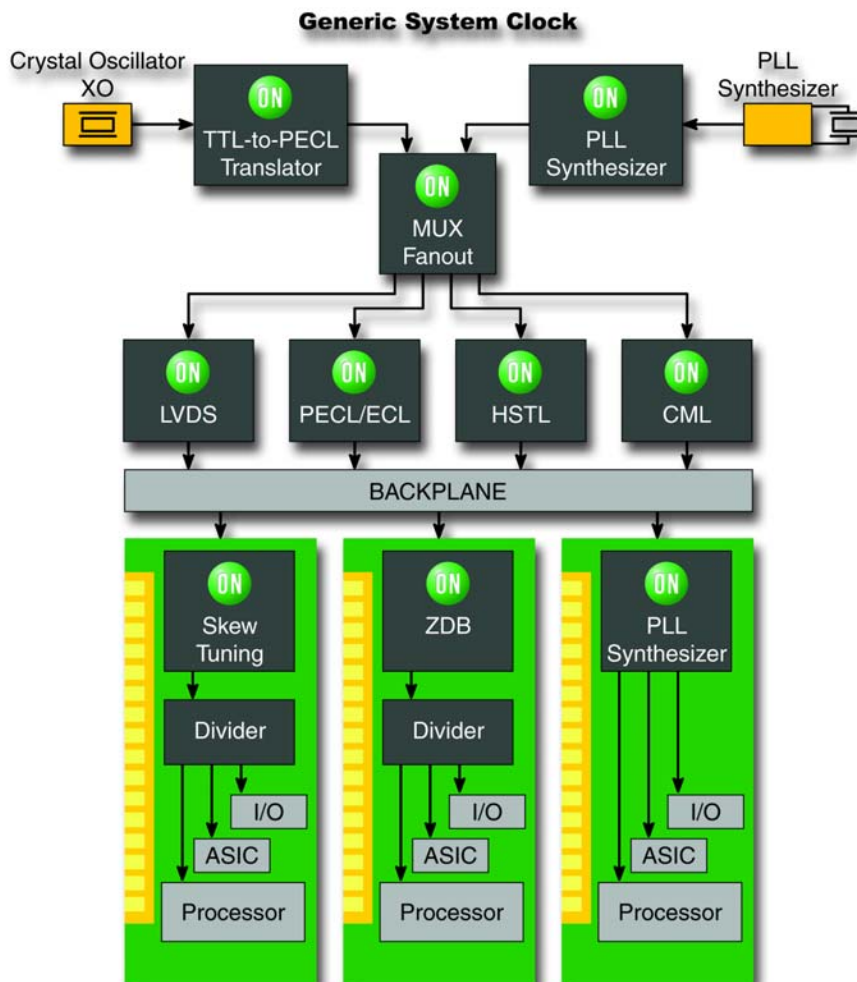 Generic System Clock
Crystal Oscillator
XO
PLL
Synthesizer
ON
TTL-to-PECL
Translator
ON
PLL
Synthesizer
ON
MUX
Fanout
ON
LVDS
ON
PECL/ECL
ON
HSTL
ON
CML
BACKPLANE
ON
Skew
Tuning
ON
ZDB
ON
PLL
Synthesizer
Divider
Divider
I/O
I/O
I/O
ASIC
ASIC
ASIC
Processor
Processor
Processor